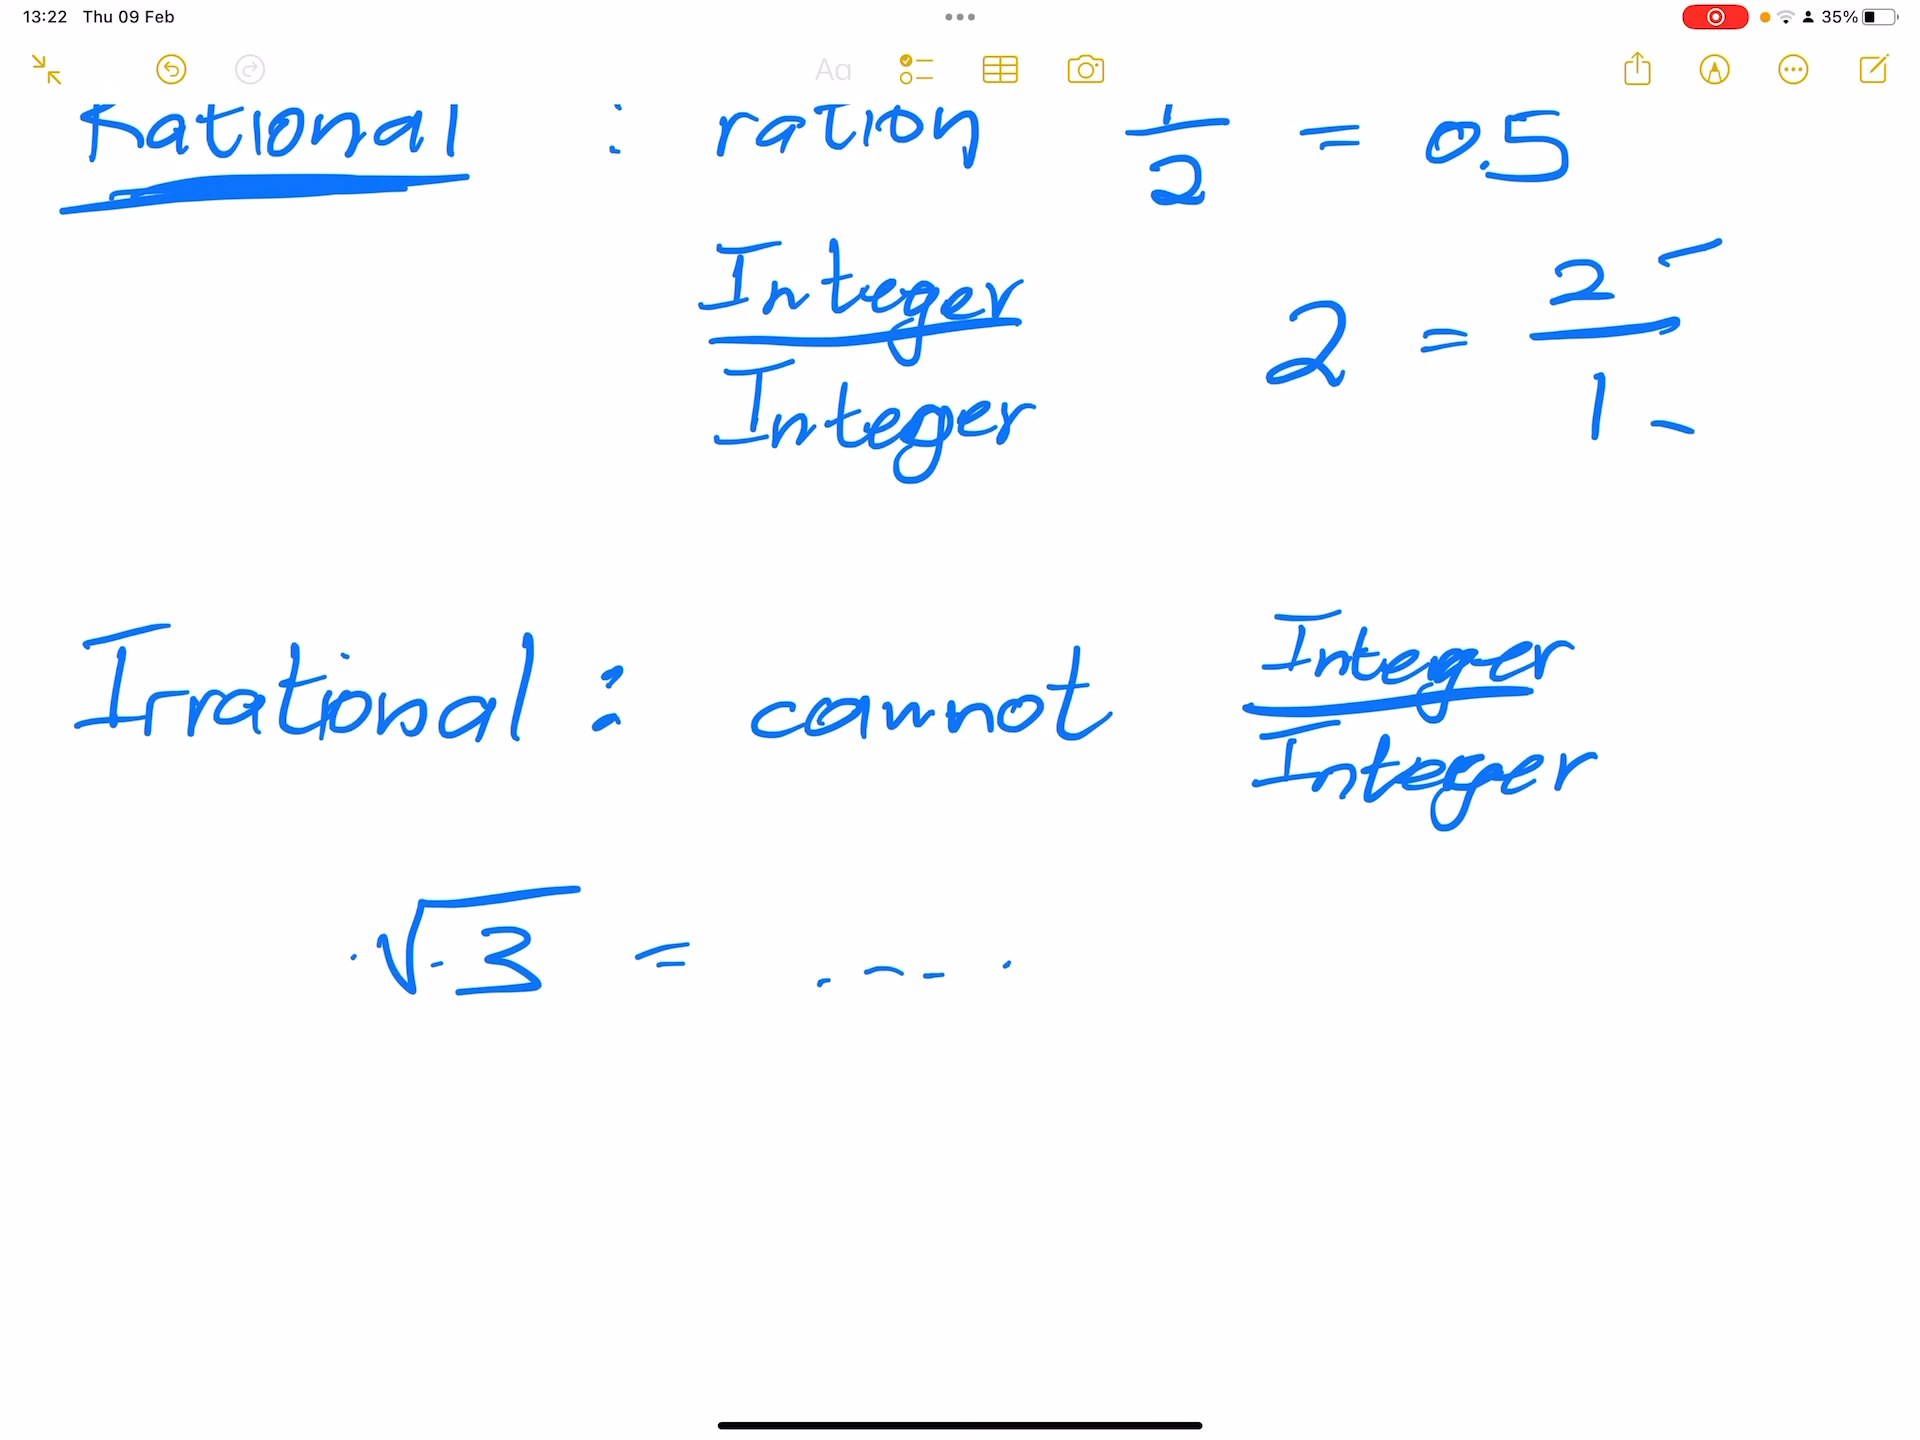 13:22 Thu 09 Feb 35%
Aa
Rational : ration 1/2 = 0.5
Integer/Integer 2 = 2/1
Irrational : cannot Integer/Integer
√3 = ....